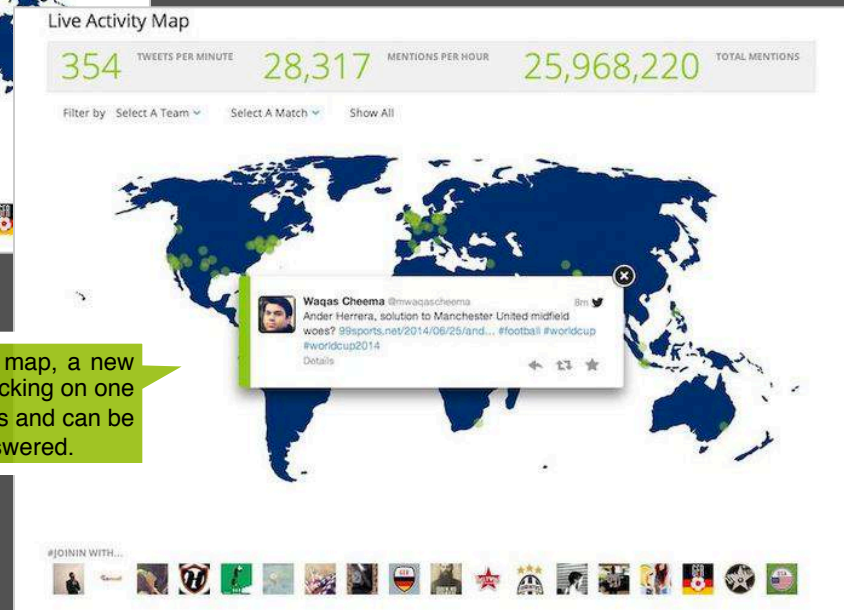 Live Activity Map
354 TWEETS PER MINUTE 28,317 MENTIONS PER HOUR 25,968,220 TOTAL MENTIONS
Filter by Select A Team Select A Match Show All
Waqas Cheema @mwaqascheema 8m
Ander Herrera, solution to Manchester United midfield
woes? 99sports.net/2014/06/25/and... #football #worldcup
#worldcup2014
Details
map, a new
cking on one
s and can be
swered.
#JOININ WITH...